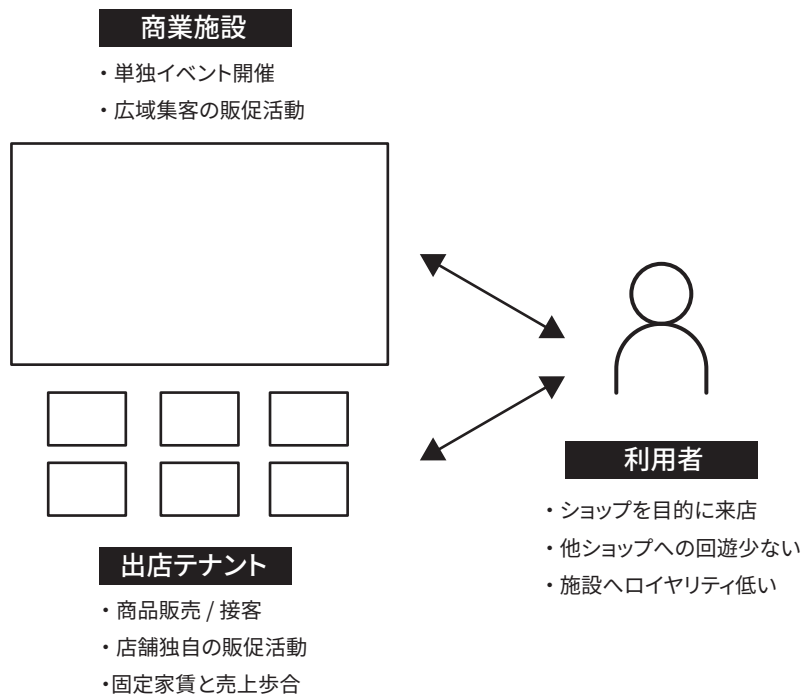 商業施設
・単独イベント開催
・広域集客の販促活動
利用者
・ショップを目的に来店
・他ショップへの回遊少ない
・施設へロイヤリティ低い
出店テナント
・商品販売 / 接客
・店舗独自の販促活動
・固定家賃と売上歩合